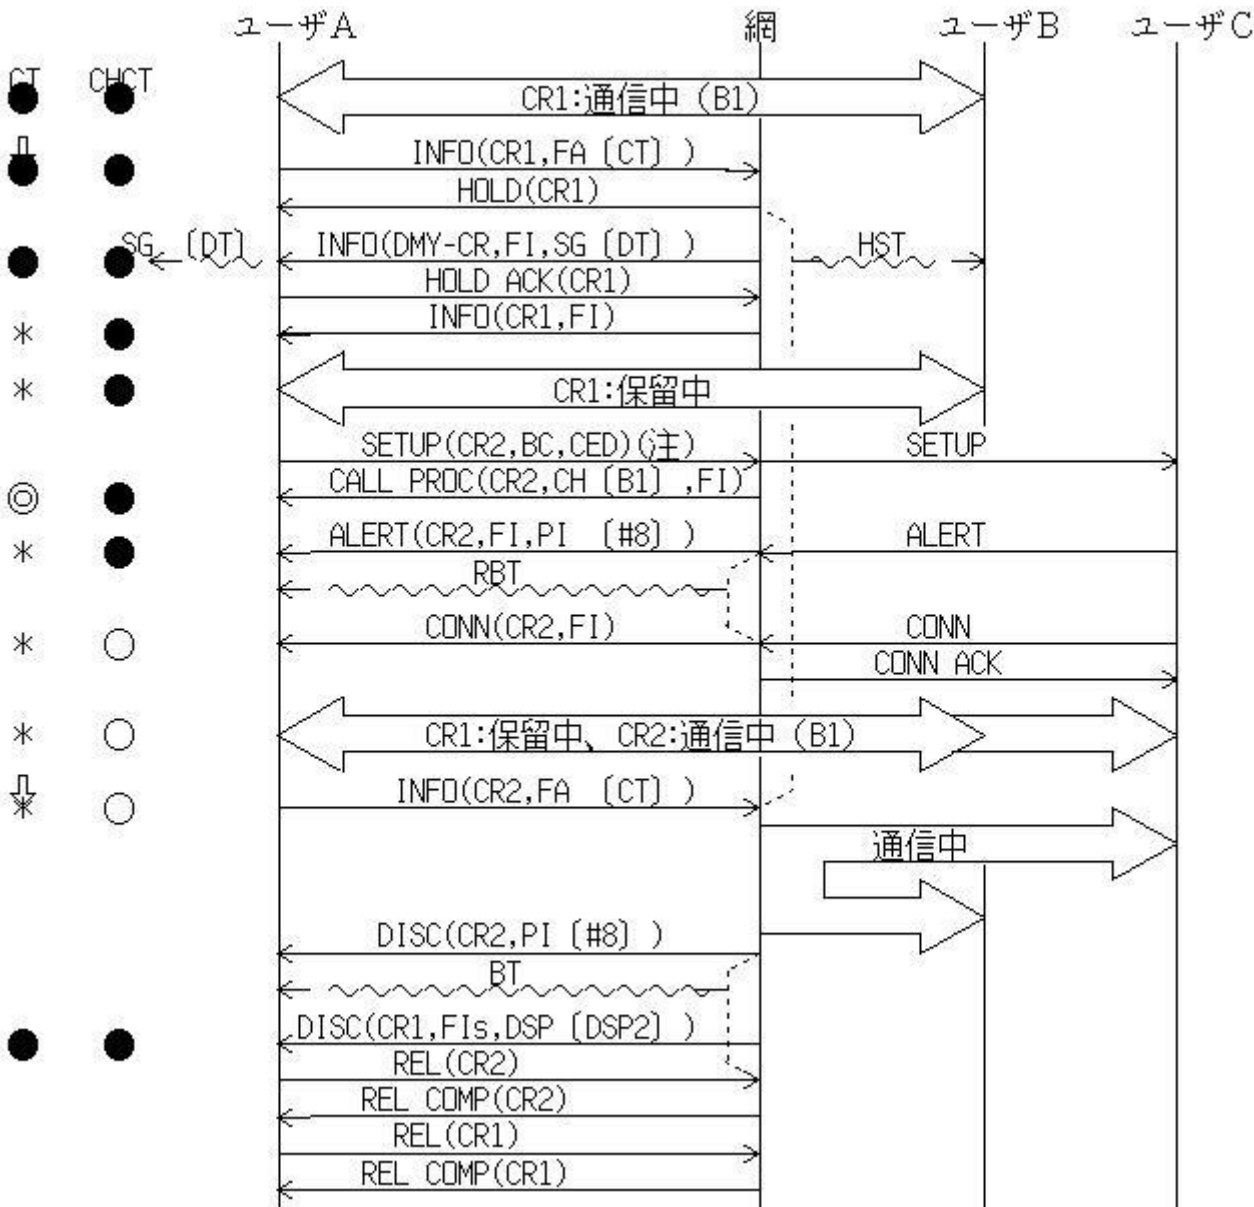 ユーザA 網 ユーザB ユーザC
CT CHCT
CR1:通信中 (B1)
INFO(CR1,FA [CT] )
HOLD(CR1)
SG [DT] INFO(DMY-CR,FI,SG [DT] ) HST
HOLD ACK(CR1)
INFO(CR1,FI)
CR1:保留中
SETUP(CR2,BC,CED)(注) SETUP
CALL PROC(CR2,CH [B1] ,FI)
ALERT(CR2,FI,PI [#8] ) ALERT
RBT
CONN(CR2,FI) CONN
CONN ACK
CR1:保留中、CR2:通信中 (B1)
INFO(CR2,FA [CT] )
通信中
DISC(CR2,PI [#8] )
BT
DISC(CR1,FIs,DSP [DSP2] )
REL(CR2)
REL COMP(CR2)
REL(CR1)
REL COMP(CR1)